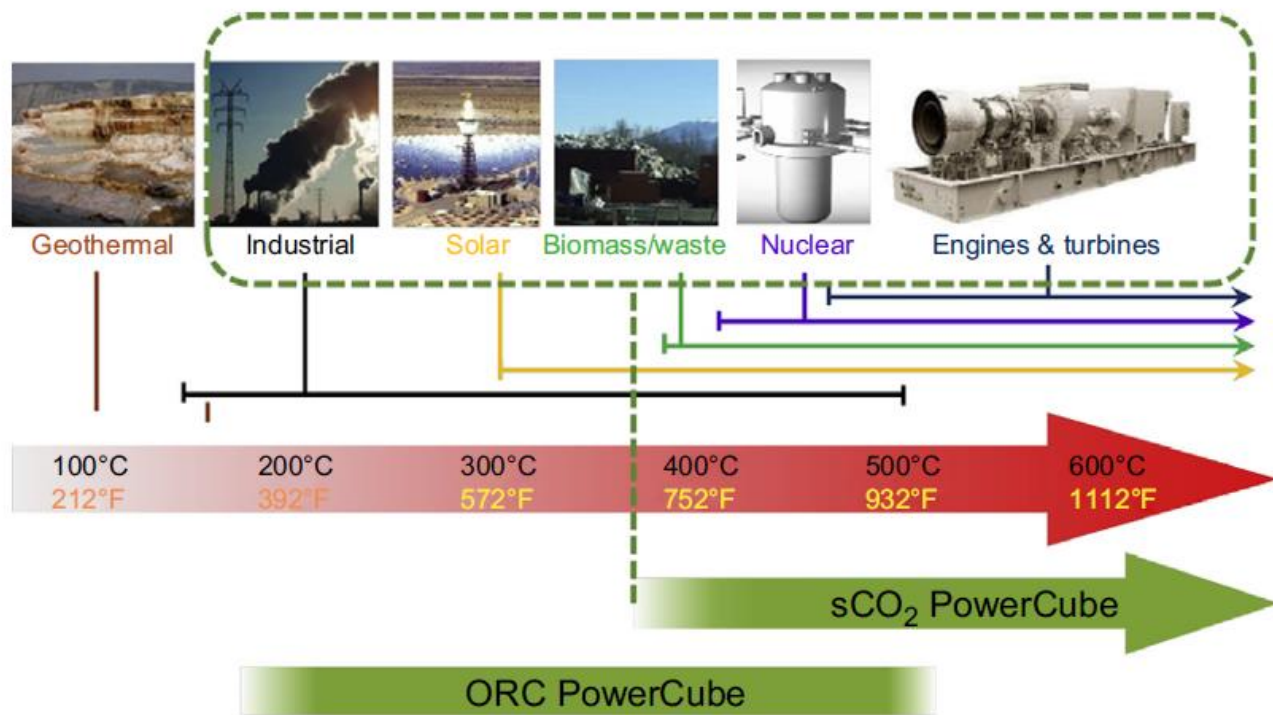 Geothermal
Industrial
Solar
Biomass/waste
Nuclear
Engines & turbines
100°C
200°C
300°C
400°C
500°C
600°C
212°F
392°F
572°F
752°F
932°F
1112°F
sCO₂ PowerCube
ORC PowerCube